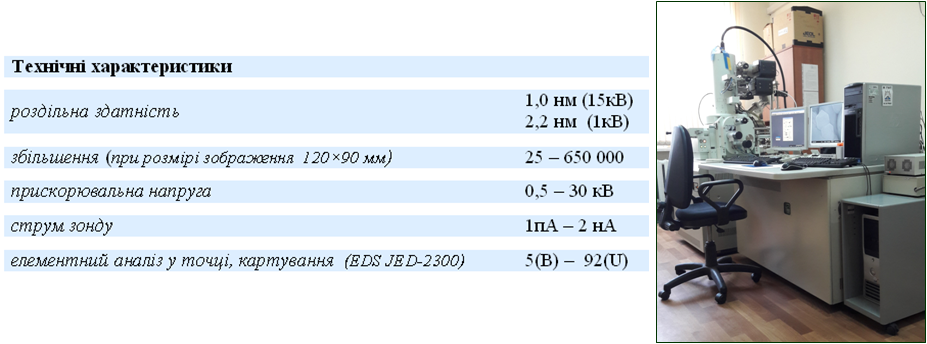 Технічні характеристики
роздільна здатність
1,0 нм (15кВ)
2,2 нм (1кВ)
збільшення (при розмірі зображення 120×90 мм)
25 – 650 000
прискорювальна напруга
0,5 – 30 кВ
струм зонду
1пА – 2 нА
елементний аналіз у точці, картування (EDS JED-2300)
5(B) – 92(U)